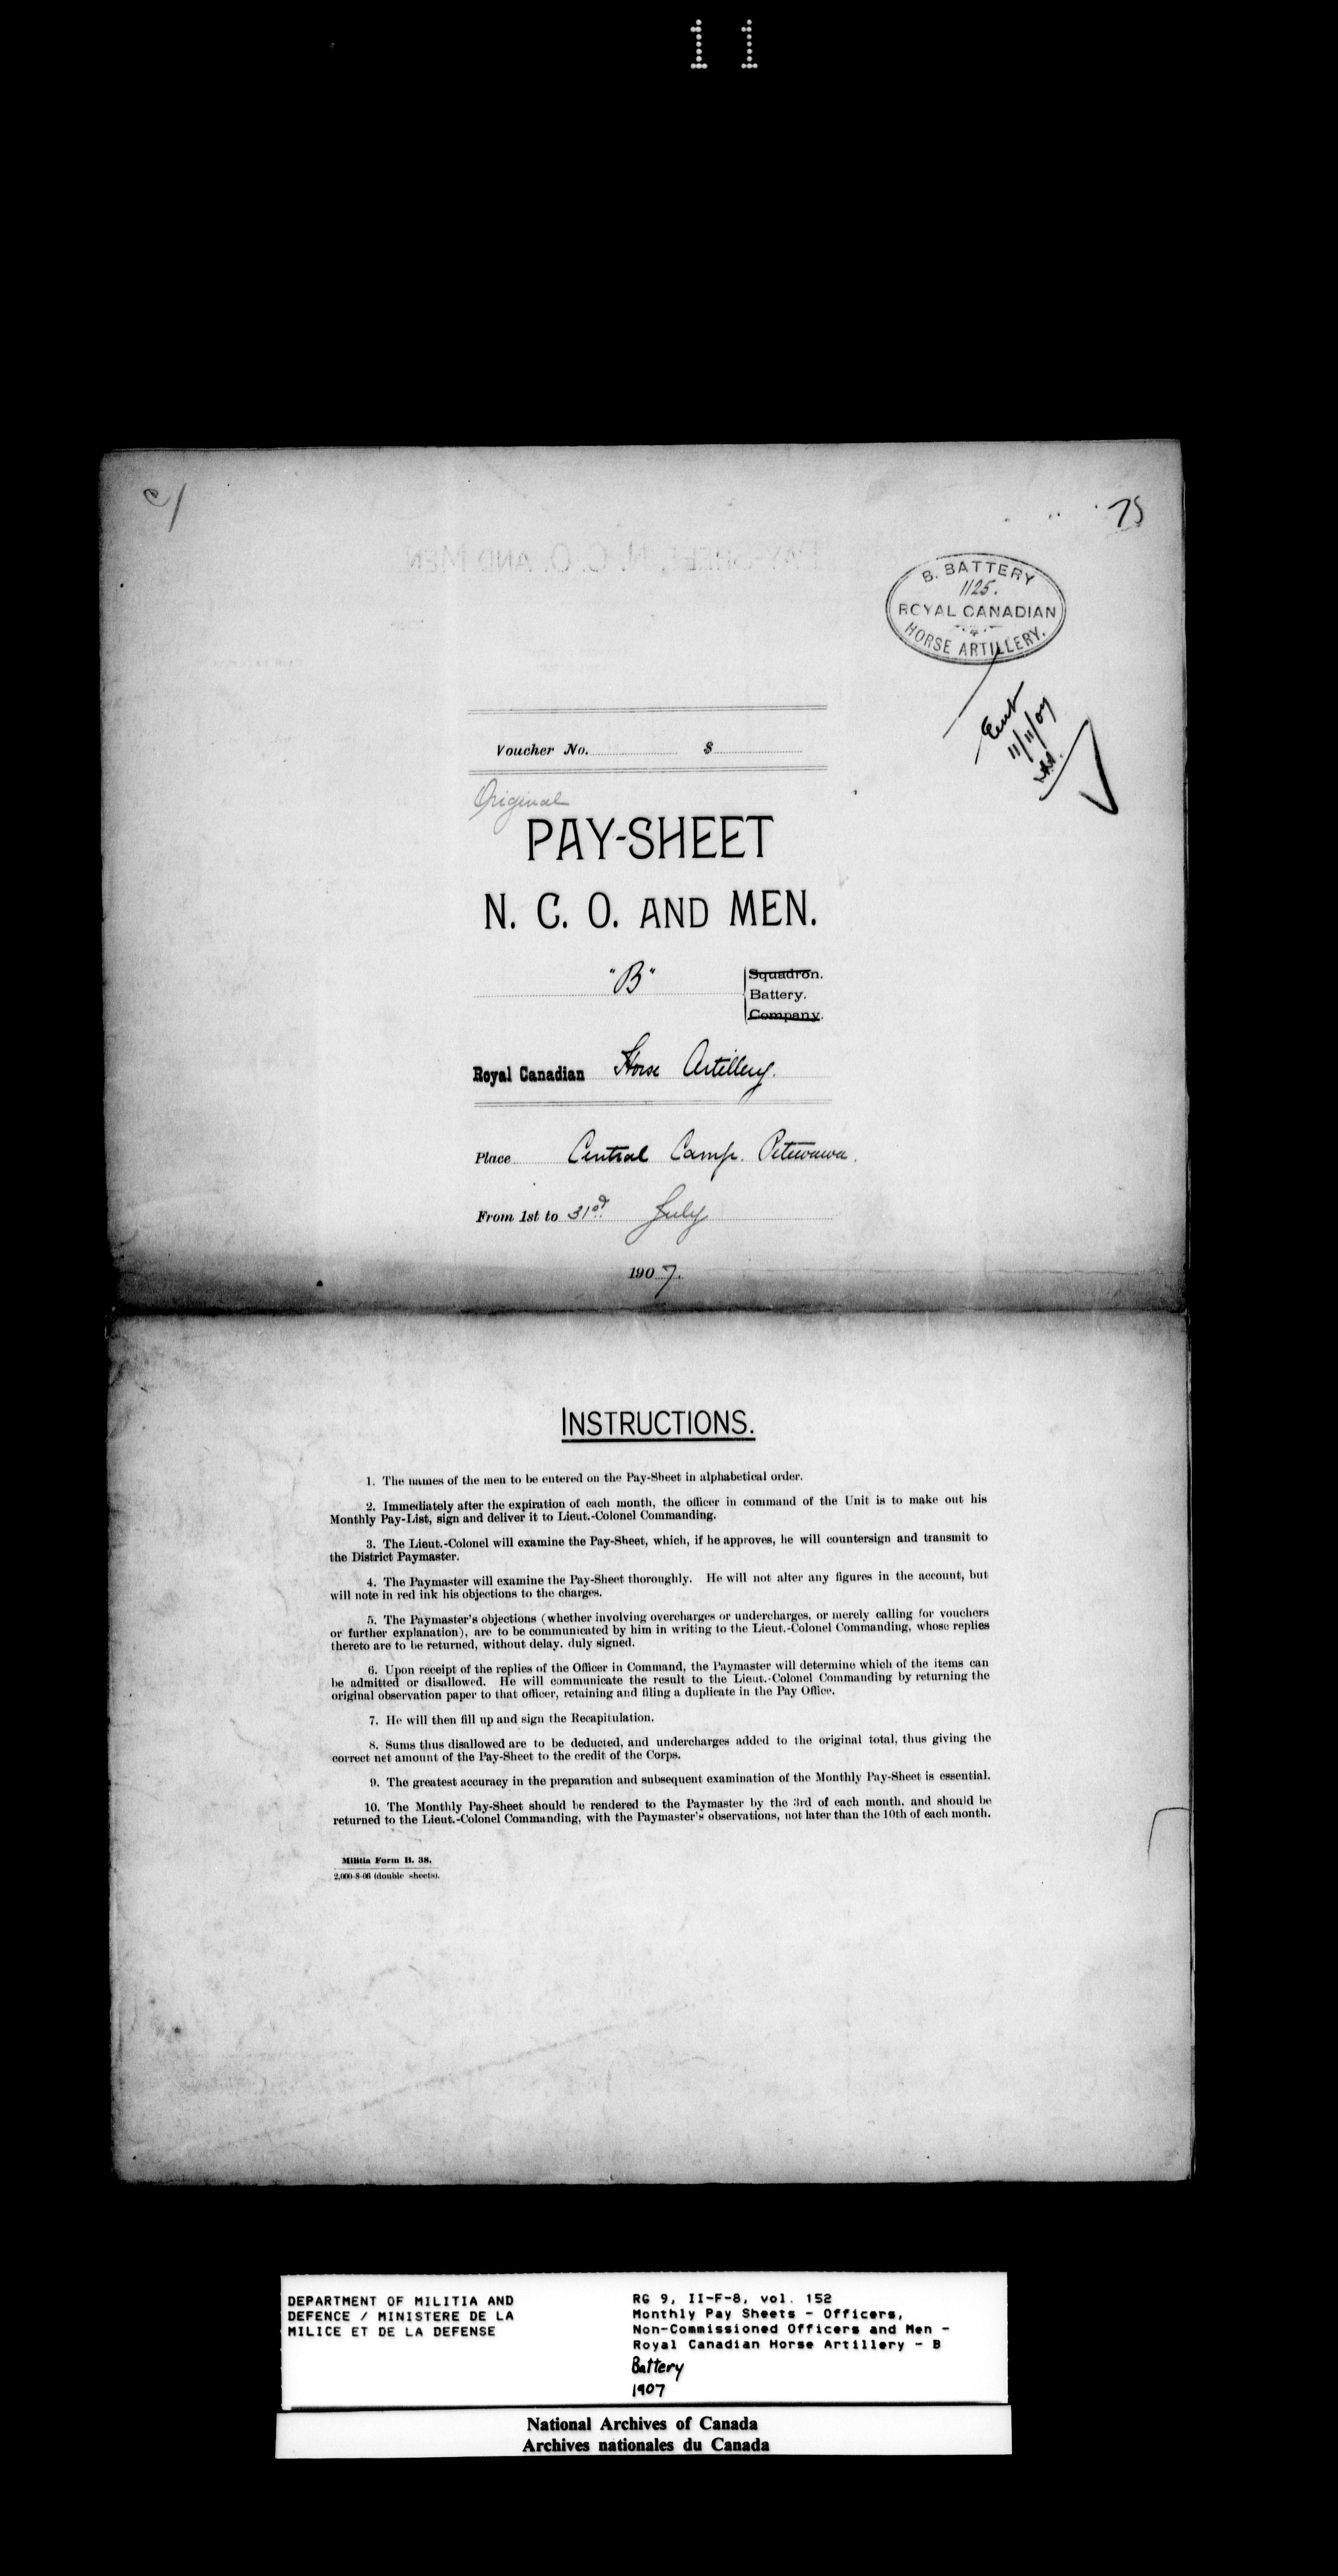 11
75
B. BATTERY
1125.
ROYAL CANADIAN
HORSE ARTILLERY.
11/11/07
Voucher No. 8
Original
PAY-SHEET
N. C. O. AND MEN.
"B"
Squadron.
Battery.
Company.
Royal Canadian Horse Artillery.
Place Central Camp. Petewawa.
From 1st to 31st July
1907.
INSTRUCTIONS.
1. The names of the men to be entered on the Pay-Sheet in alphabetical order.
2. Immediately after the expiration of each month, the officer in command of the Unit is to make out his
Monthly Pay-List, sign and deliver it to Lieut.-Colonel Commanding.
3. The Lieut.-Colonel will examine the Pay-Sheet, which, if he approves, he will countersign and transmit to
the District Paymaster.
4. The Paymaster will examine the Pay-Sheet thoroughly. He will not alter any figures in the account, but
will note in red ink his objections to the charges.
5. The Paymaster's objections (whether involving overcharges or undercharges, or merely calling for vouchers
or further explanation), are to be communicated by him in writing to the Lieut.-Colonel Commanding, whose replies
thereto are to be returned, without delay, duly signed.
6. Upon receipt of the replies of the Officer in Command, the Paymaster will determine which of the items can
be admitted or disallowed. He will communicate the result to the Lieut.-Colonel Commanding by returning the
original observation paper to that officer, retaining and filing a duplicate in the Pay Office.
7. He will then fill up and sign the Recapitulation.
8. Sums thus disallowed are to be deducted, and undercharges added to the original total, thus giving the
correct net amount of the Pay-Sheet to the credit of the Corps.
9. The greatest accuracy in the preparation and subsequent examination of the Monthly Pay-Sheet is essential.
10. The Monthly Pay-Sheet should be rendered to the Paymaster by the 3rd of each month, and should be
returned to the Lieut.-Colonel Commanding, with the Paymaster's observations, not later than the 10th of each month.
Militia Form B. 38.
2,000-8-06 (double sheets).
DEPARTMENT OF MILITIA AND
DEFENCE / MINISTERE DE LA
MILICE ET DE LA DEFENSE
RG 9, II-F-8, vol. 152
Monthly Pay Sheets - Officers,
Non-Commissioned Officers and Men -
Royal Canadian Horse Artillery - B
Battery
1907
National Archives of Canada
Archives nationales du Canada